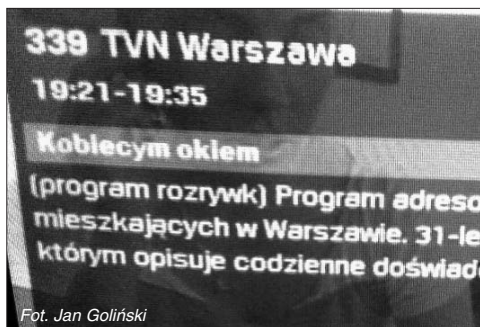 339 TVN Warszawa
19:21-19:35
Kobiecym okiem
(program rozrywk) Program adreso
mieszkających w Warszawie. 31-le
którym opisuje codzienne doświad
Fot. Jan Goliński